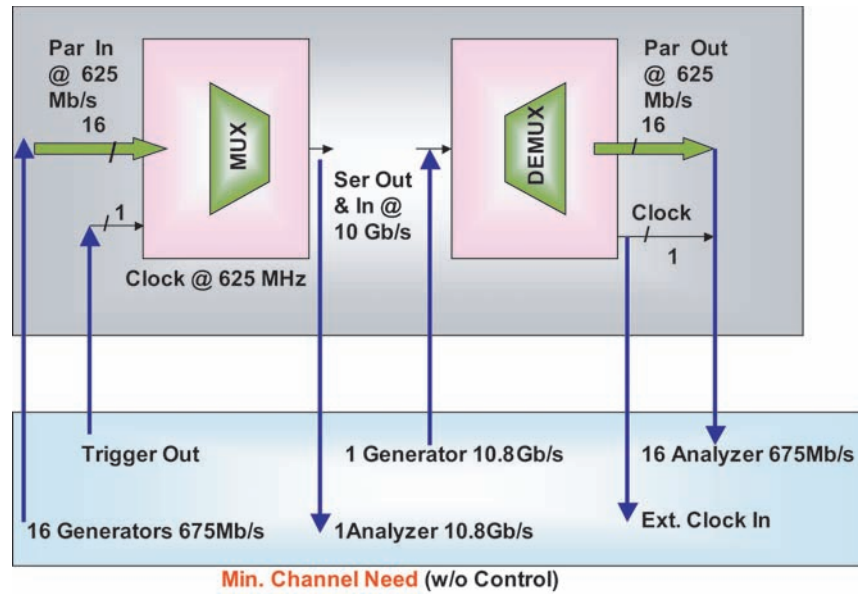 Par In
@ 625
Mb/s
16
1
MUX
Clock @ 625 MHz
Ser Out
& In @
10 Gb/s
DEMUX
Par Out
@ 625
Mb/s
16
Clock
1
Trigger Out
1 Generator 10.8Gb/s
16 Analyzer 675Mb/s
16 Generators 675Mb/s
1Analyzer 10.8Gb/s
Ext. Clock In
Min. Channel Need (w/o Control)